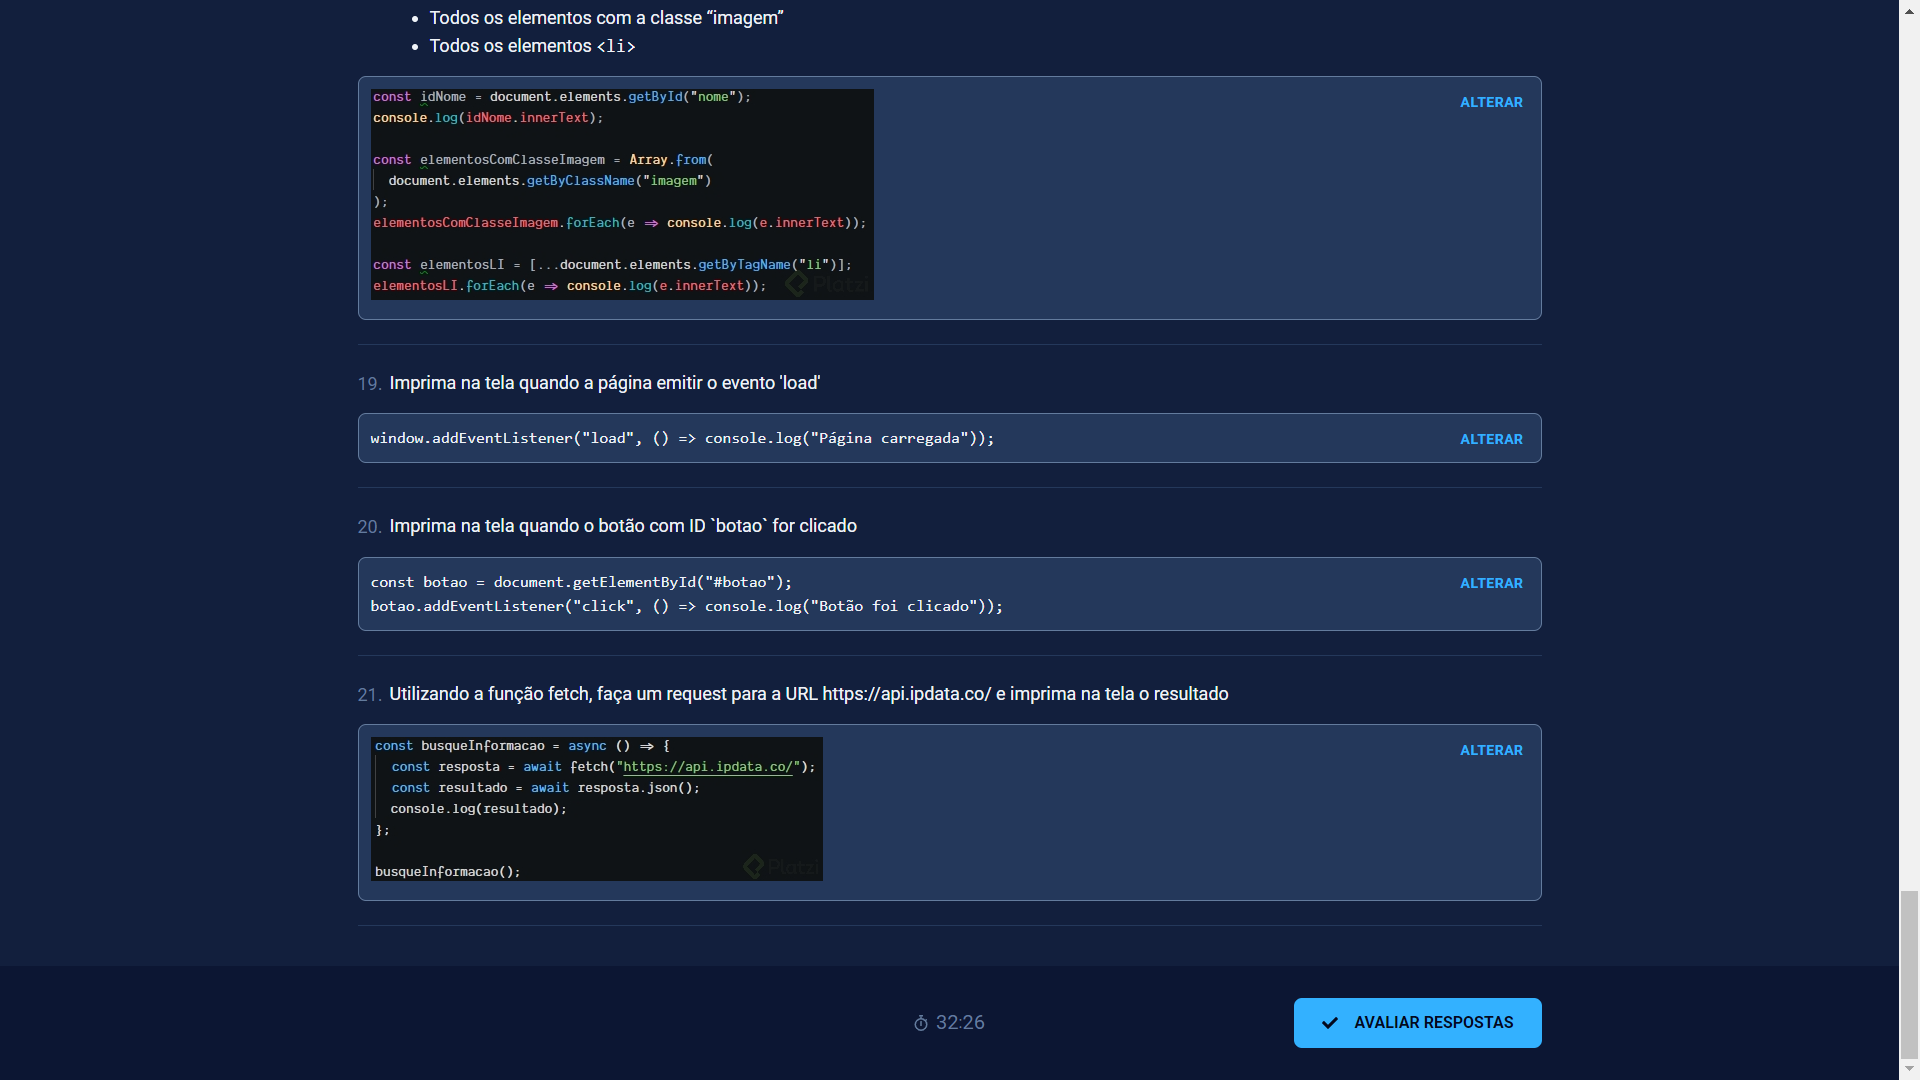 • Todos os elementos com a classe “imagem”
• Todos os elementos <li>
const idNome = document.elements.getById("nome");
ALTERAR
console.log(idNome.innerText);
const elementosComClasseImagem = Array.from(
document.elements.getByClassName("imagem")
);
elementosComClasseImagem.forEach(e => console.log(e.innerText));
const elementosLI = [...document.elements.getByTagName("li")];
elementosLI.forEach(e => console.log(e.innerText));
Platzi
19. Imprima na tela quando a página emitir o evento 'load'
window.addEventListener("load", () => console.log("Página carregada"));
ALTERAR
20. Imprima na tela quando o botão com ID `botao` for clicado
const botao = document.getElementById("#botao");
ALTERAR
botao.addEventListener("click", () => console.log("Botão foi clicado"));
21. Utilizando a função fetch, faça um request para a URL https://api.ipdata.co/ e imprima na tela o resultado
const busqueInformacao = async () => {
ALTERAR
const resposta = await fetch("https://api.ipdata.co/");
const resultado = await resposta.json();
console.log(resultado);
};
Platzi
busqueInformacao();
32:26
AVALIAR RESPOSTAS